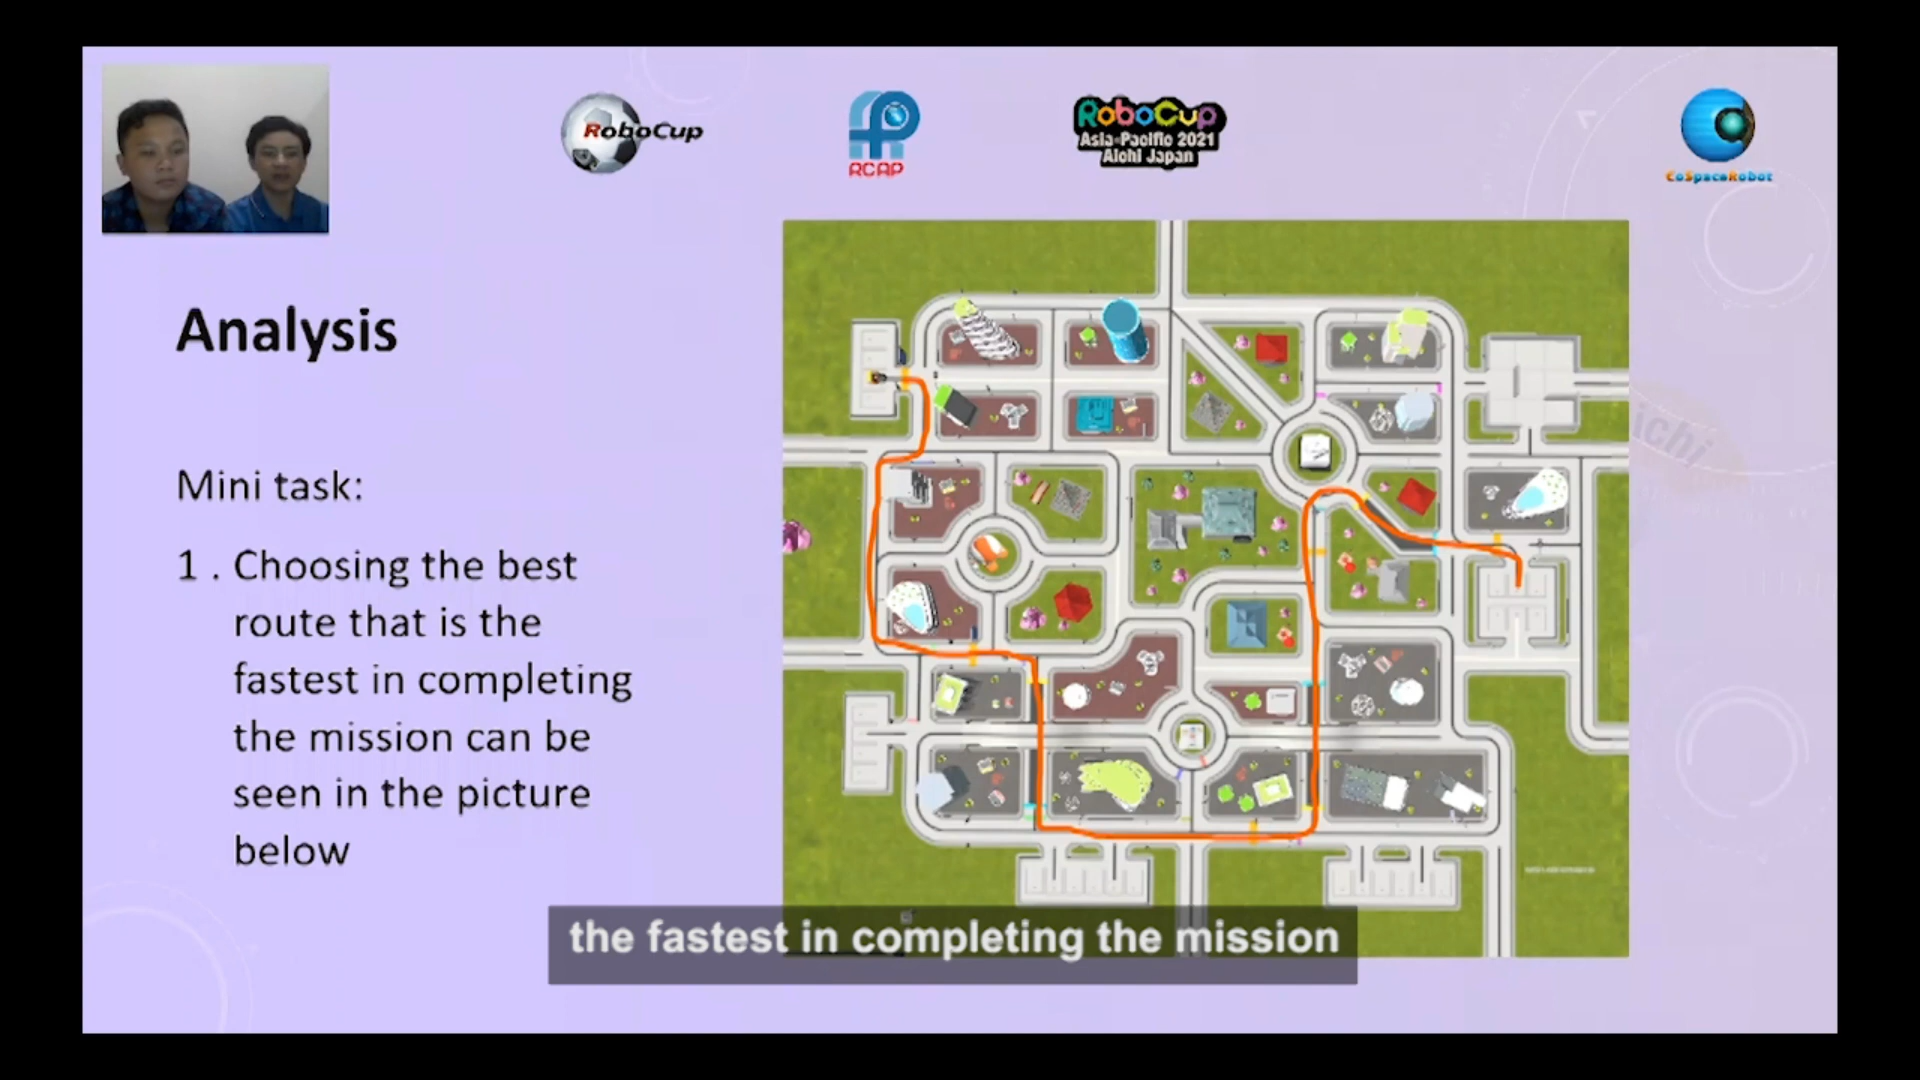 RoboCup
RCAP
RoboCup
Asia-Pacific 2021
Aichi Japan
CoSpaceRobot
Analysis
Mini task:
1 . Choosing the best
route that is the
fastest in completing
the mission can be
seen in the picture
below
ichi
the fastest in completing the mission